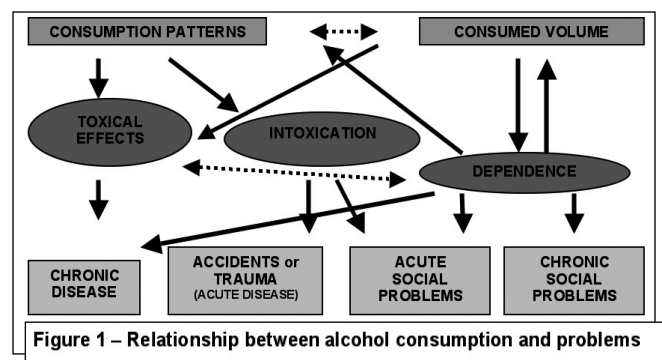 CONSUMPTION PATTERNS
CONSUMED VOLUME
TOXICAL
EFFECTS
INTOXICATION
DEPENDENCE
CHRONIC
DISEASE
ACCIDENTS or
TRAUMA
(ACUTE DISEASE)
ACUTE
SOCIAL
PROBLEMS
CHRONIC
SOCIAL
PROBLEMS
Figure 1 – Relationship between alcohol consumption and problems